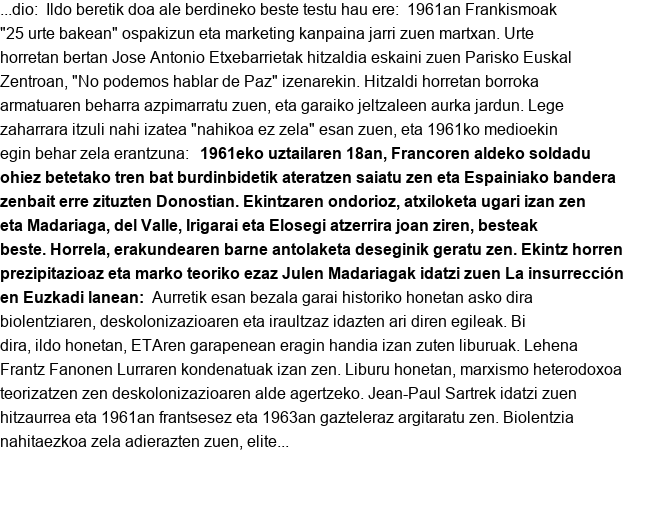 ...dio: Ildo beretik doa ale berdineko beste testu hau ere: 1961an Frankismoak
"25 urte bakean" ospakizun eta marketing kanpaina jarri zuen martxan. Urte
horretan bertan Jose Antonio Etxebarrietak hitzaldia eskaini zuen Parisko Euskal
Zentroan, "No podemos hablar de Paz" izenarekin. Hitzaldi horretan borroka
armatuaren beharra azpimarratu zuen, eta garaiko jeltzaleen aurka jardun. Lege
zaharrara itzuli nahi izatea "nahikoa ez zela" esan zuen, eta 1961ko medioekin
egin behar zela erantzuna: 1961eko uztailaren 18an, Francoren aldeko soldadu
ohiez betetako tren bat burdinbidetik ateratzen saiatu zen eta Espainiako bandera
zenbait erre zituzten Donostian. Ekintzaren ondorioz, atxiloketa ugari izan zen
eta Madariaga, del Valle, Irigarai eta Elosegi atzerrira joan ziren, besteak
beste. Horrela, erakundearen barne antolaketa deseginik geratu zen. Ekintz horren
prezipitazioaz eta marko teoriko ezaz Julen Madariagak idatzi zuen La insurrección
en Euzkadi lanean: Aurretik esan bezala garai historiko honetan asko dira
biolentziaren, deskolonizazioaren eta iraultzaz idazten ari diren egileak. Bi
dira, ildo honetan, ETAren garapenean eragin handia izan zuten liburuak. Lehena
Frantz Fanonen Lurraren kondenatuak izan zen. Liburu honetan, marxismo heterodoxoa
teorizatzen zen deskolonizazioaren alde agertzeko. Jean-Paul Sartrek idatzi zuen
hitzaurrea eta 1961an frantsesez eta 1963an gazteleraz argitaratu zen. Biolentzia
nahitaezkoa zela adierazten zuen, elite...